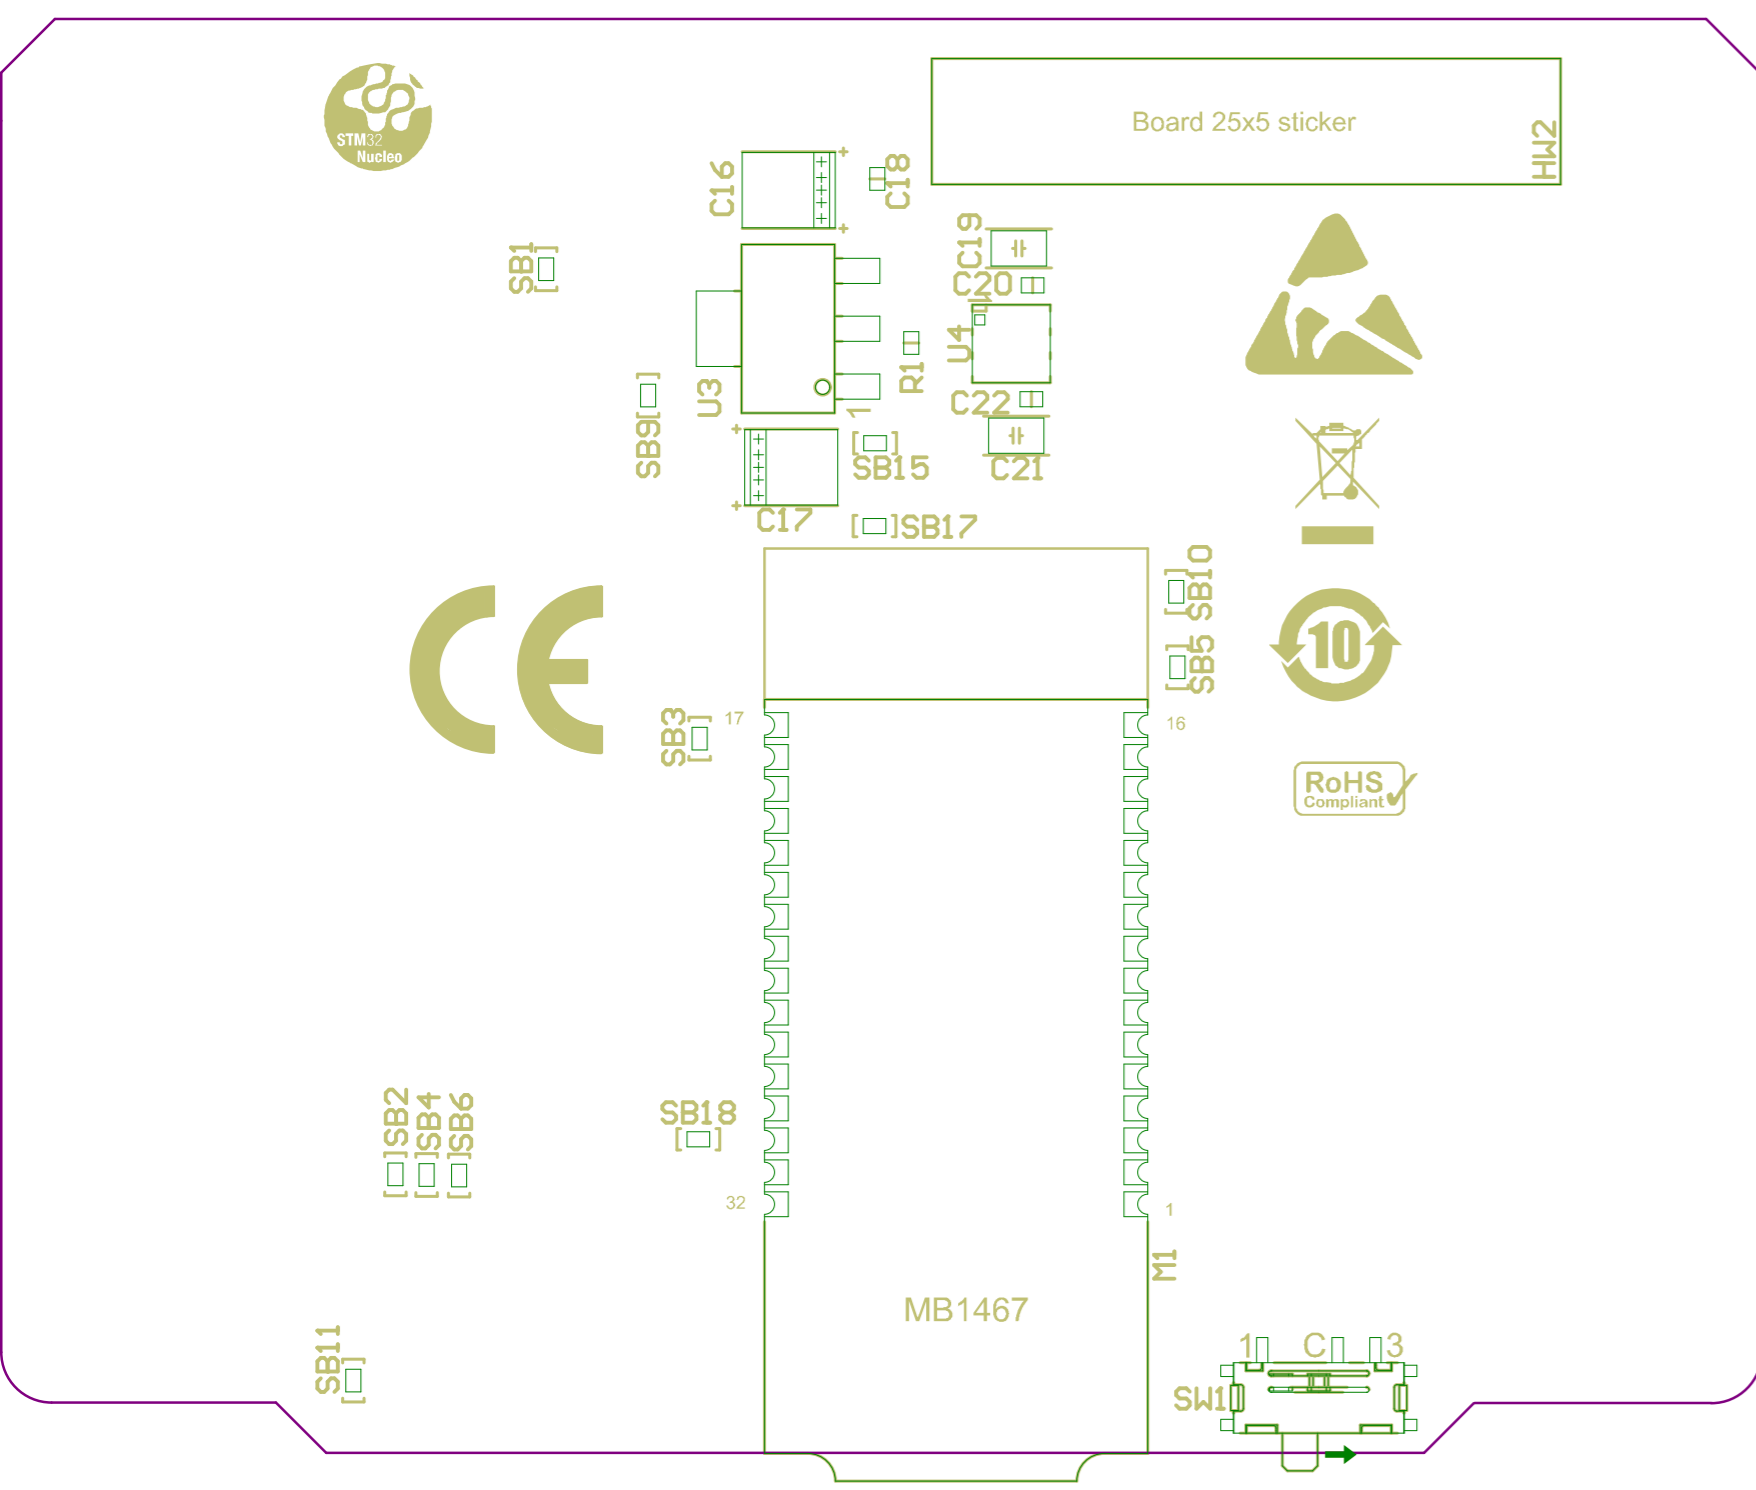 STM32
Nucleo
Board 25x5 sticker
HW2
C16
C18
SB1
C19
C20
U4
U3
R1
1
C22
SB9
SB15
C21
C17
SB17
SB10
CE
10
SB5
SB3
17
16
RoHS
Compliant
SB2
SB4
SB6
SB18
32
1
M1
MB1467
SB11
1 C 3
SW1